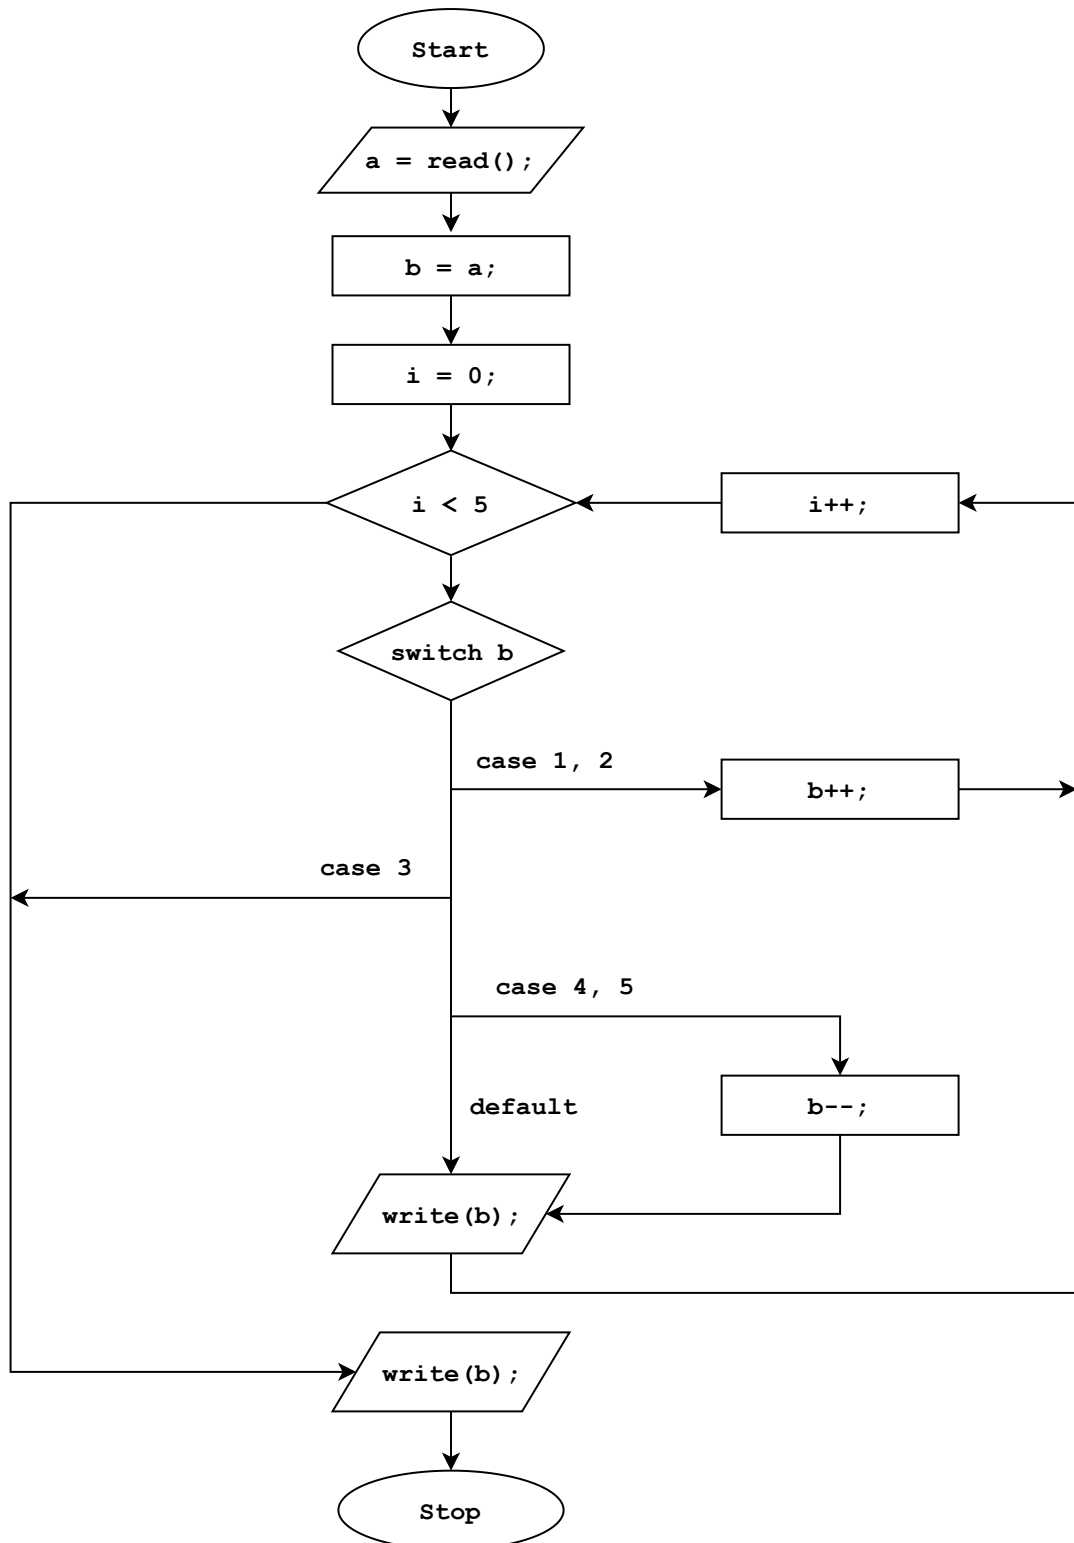 Start
a = read();
b = a;
i = 0;
i < 5
i++;
switch b
case 1, 2
b++;
case 3
case 4, 5
default
b--;
write(b);
write(b);
Stop